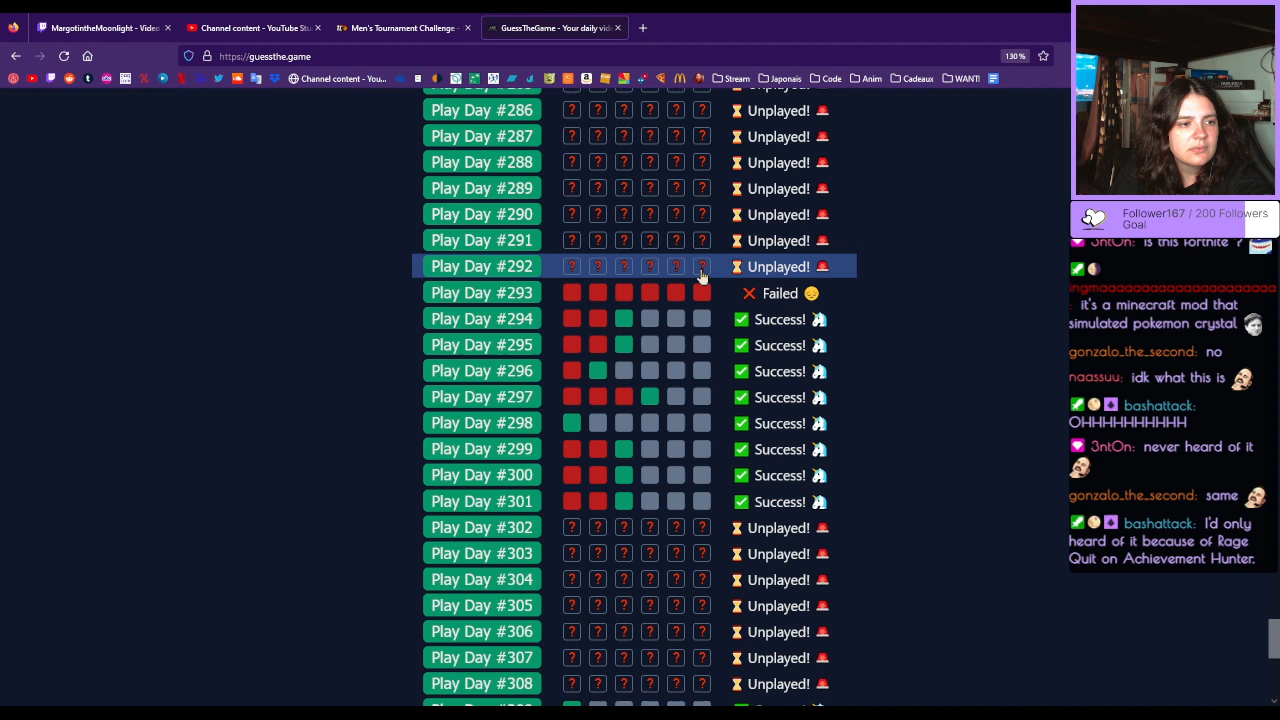 MargotintheMoonlight - Video
Channel content - YouTube Stu
Men's Tournament Challenge -
GuessTheGame - Your daily vid
https://guessthe.game
130%
Channel content - You...
Stream
Japonais
Code
Anim
Cadeaux
WANT!
Play Day #286 ? ? ? ? ? ? Unplayed!
Play Day #287 ? ? ? ? ? ? Unplayed!
Play Day #288 ? ? ? ? ? ? Unplayed!
Play Day #289 ? ? ? ? ? ? Unplayed!
Play Day #290 ? ? ? ? ? ? Unplayed!
Play Day #291 ? ? ? ? ? ? Unplayed!
Play Day #292 ? ? ? ? ? ? Unplayed!
Play Day #293 Failed
Play Day #294 Success!
Play Day #295 Success!
Play Day #296 Success!
Play Day #297 Success!
Play Day #298 Success!
Play Day #299 Success!
Play Day #300 Success!
Play Day #301 Success!
Play Day #302 ? ? ? ? ? ? Unplayed!
Play Day #303 ? ? ? ? ? ? Unplayed!
Play Day #304 ? ? ? ? ? ? Unplayed!
Play Day #305 ? ? ? ? ? ? Unplayed!
Play Day #306 ? ? ? ? ? ? Unplayed!
Play Day #307 ? ? ? ? ? ? Unplayed!
Play Day #308 ? ? ? ? ? ? Unplayed!
Follower167 / 200 Followers
Goal
3ntOn: is this fortnite ?
it's a minecraft mod that
simulated pokemon crystal
gonzalo_the_second: no
naassuu: idk what this is
bashattack:
OHHHHHHHHHH
3ntOn: never heard of it
gonzalo_the_second: same
bashattack: I'd only
heard of it because of Rage
Quit on Achievement Hunter.